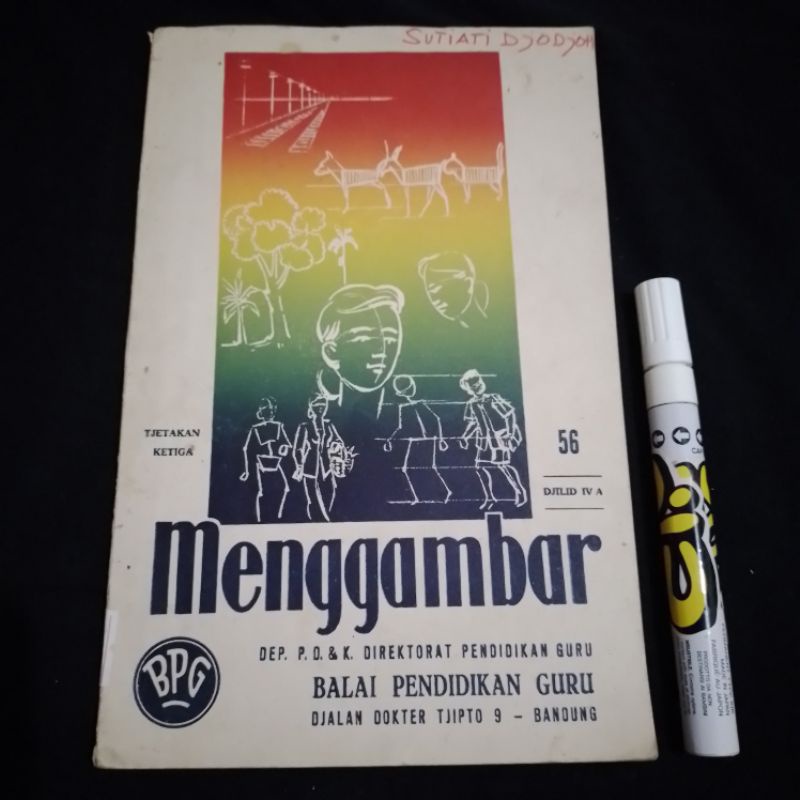 SUTIATI DJODJOH
TJETAKAN
KETIGA
56
DJILID IV A
Menggambar
BPG
DEP. P.D.& K. DIREKTORAT PENDIDIKAN GURU
BALAI PENDIDIKAN GURU
DJALAN DOKTER TJIPTO 9 – BANDUNG